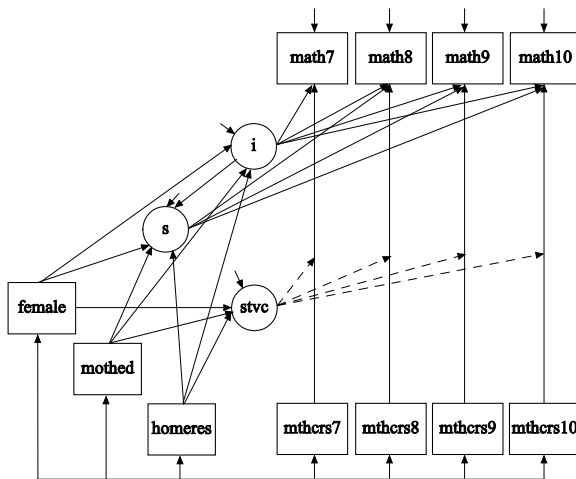 math7 math8 math9 math10
i
s
female
stvc
mothed
homeres
mthcrs7 mthcrs8 mthcrs9 mthcrs10